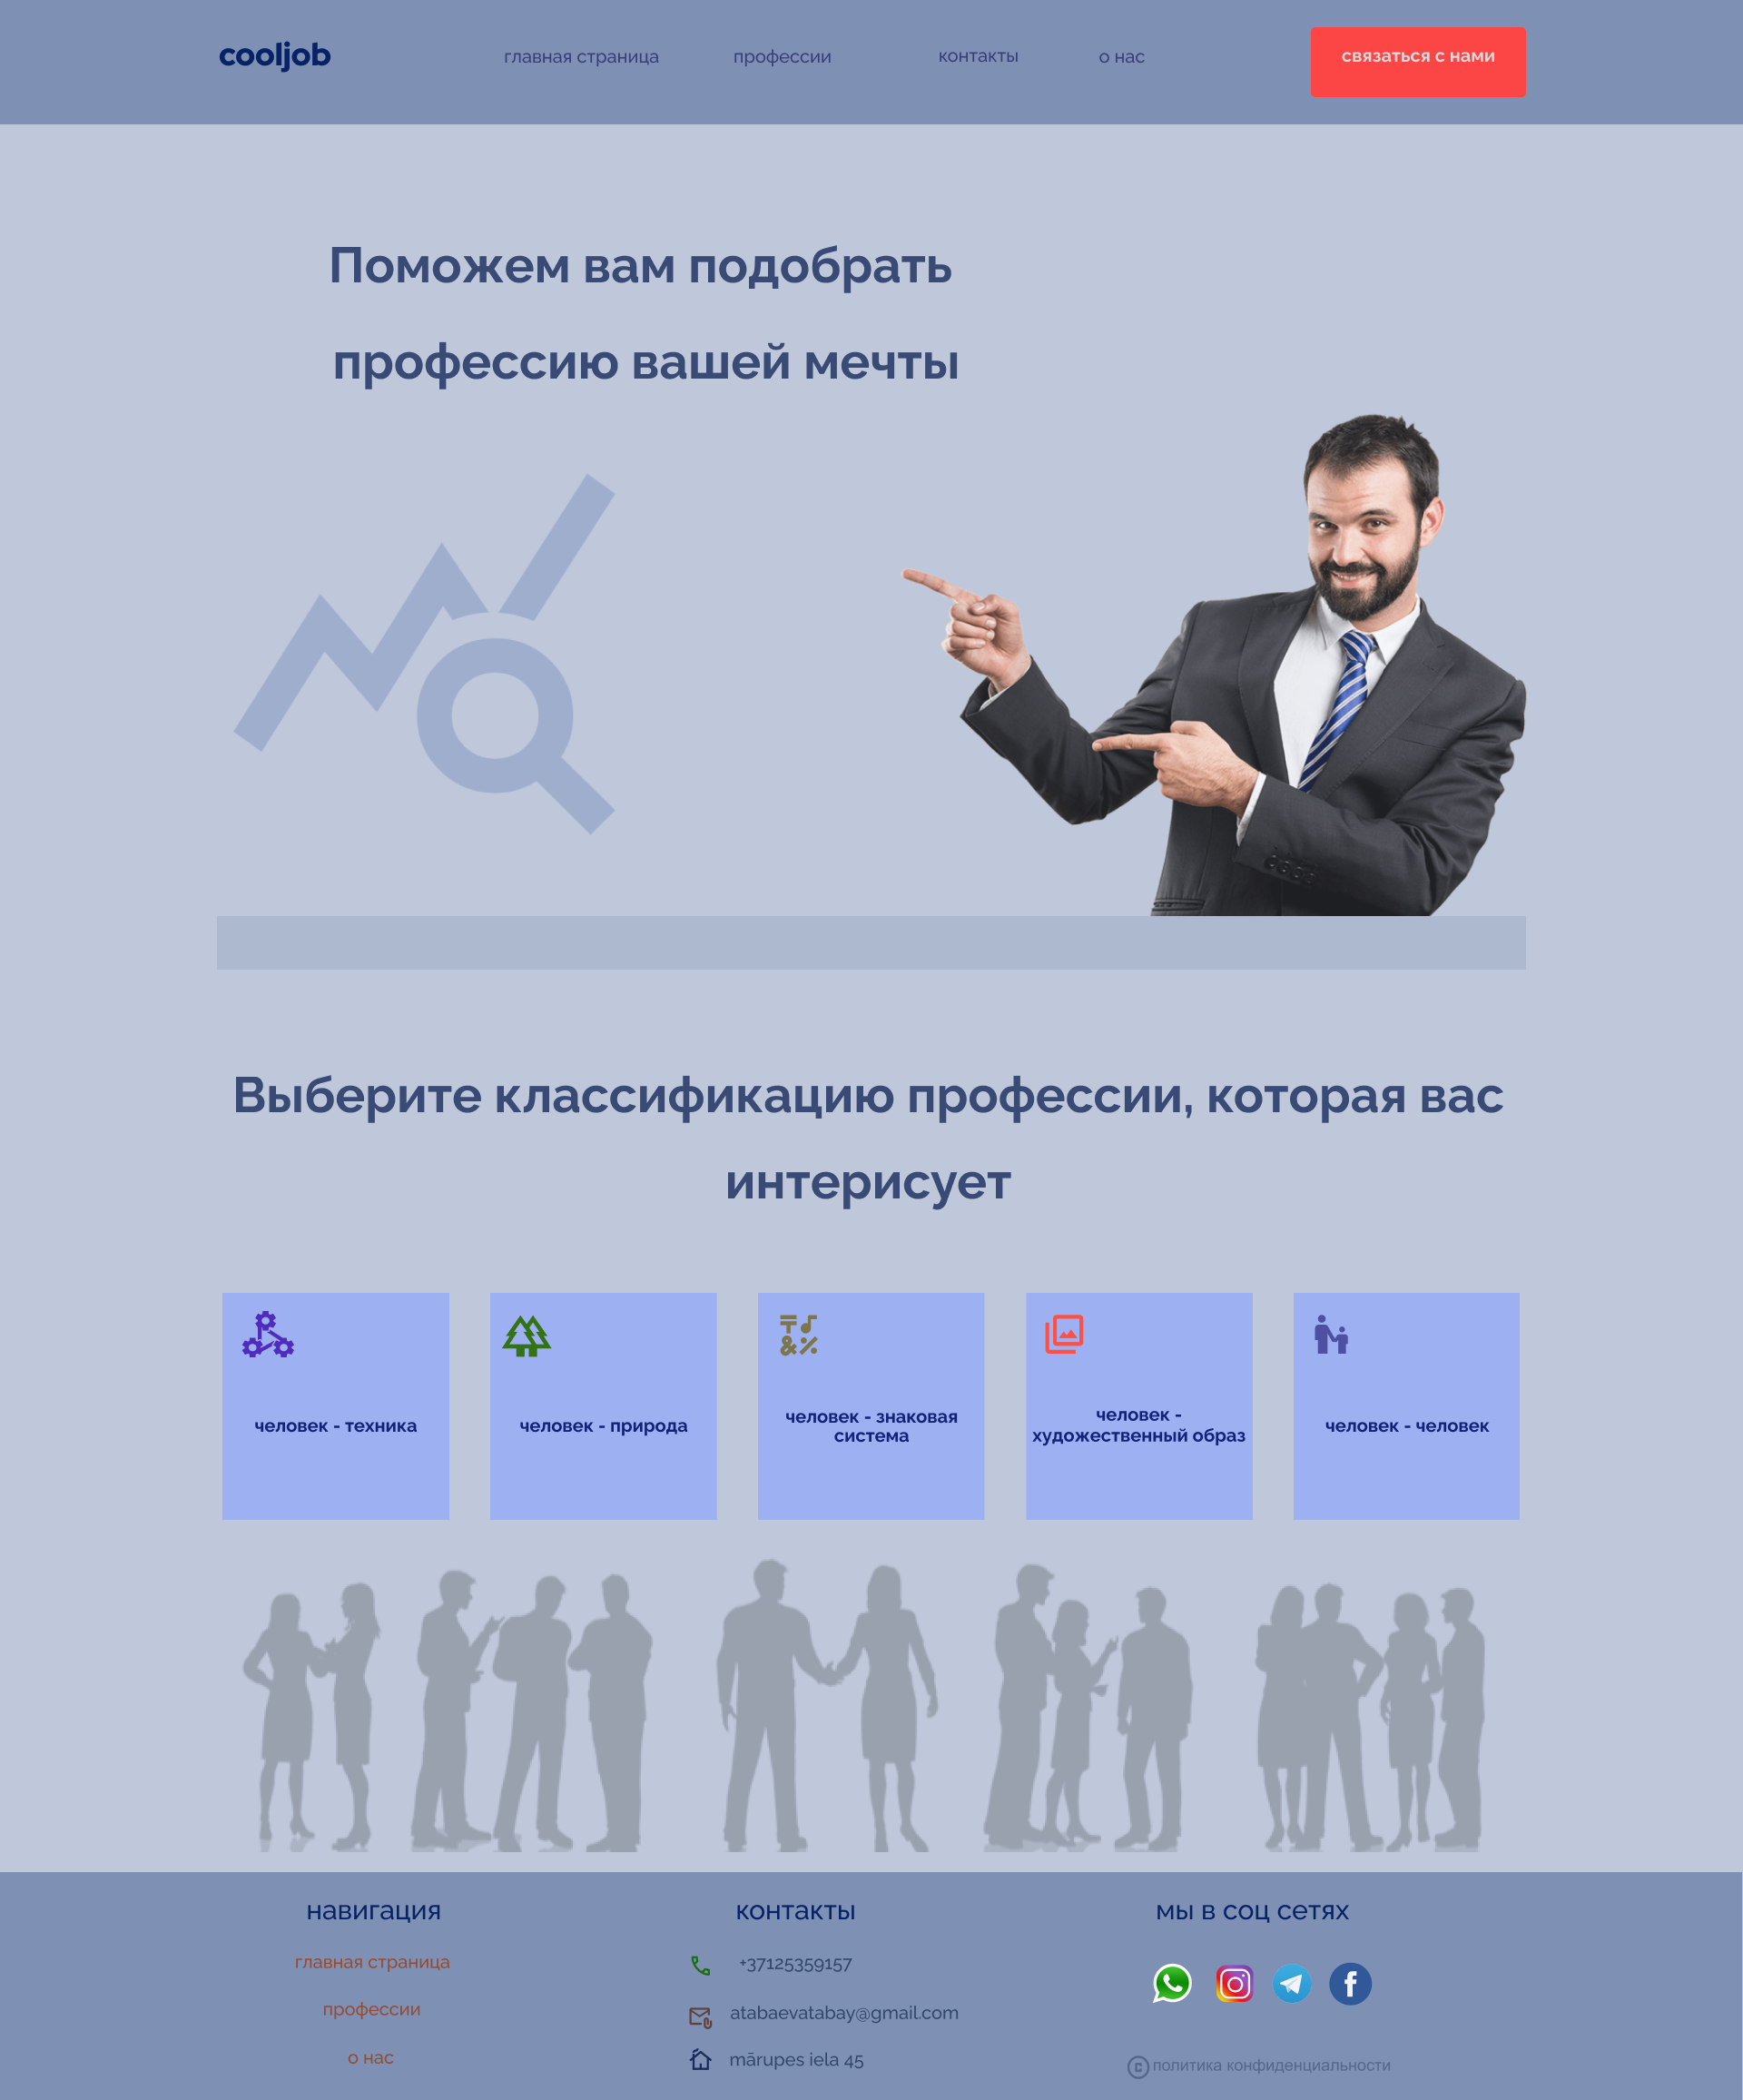 cooljob
главная страница
профессии
контакты
о нас
связаться с нами
Поможем вам подобрать
профессию вашей мечты
Выберите классификацию профессии, которая вас
интерисует
человек - техника
человек - природа
человек - знаковая
система
человек -
художественный образ
человек - человек
навигация
главная страница
профессии
о нас
контакты
+37125359157
atabaevatabay@gmail.com
mārupes iela 45
мы в соц сетях
политика конфиденциальности